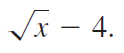 √x − 4.